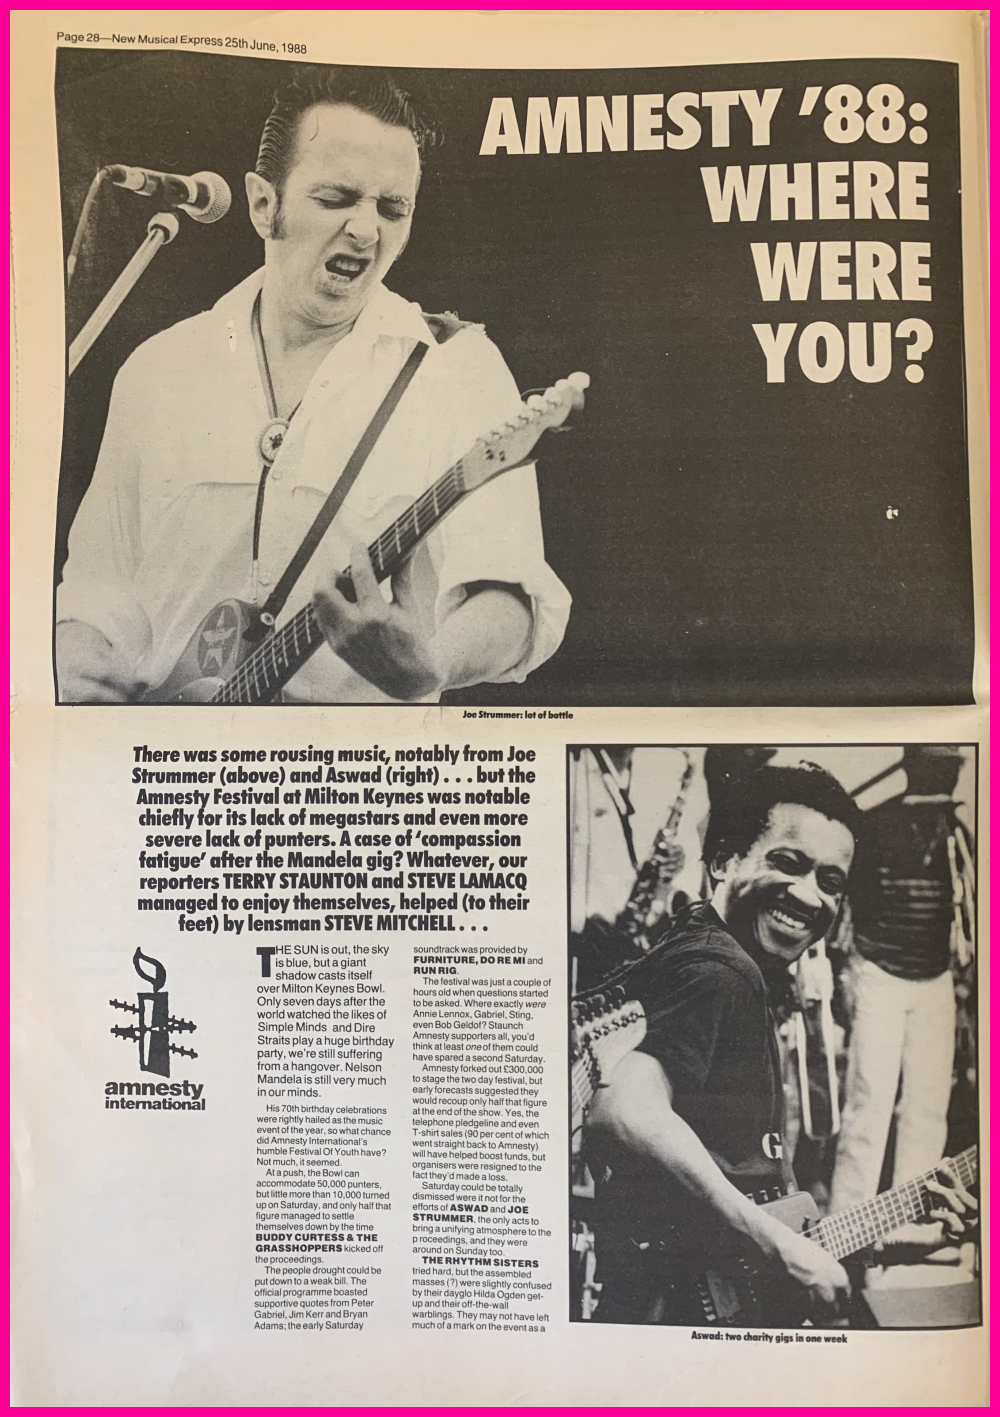 Page 28—New Musical Express 25th June, 1988
AMNESTY '88:
WHERE
WERE
YOU?
Joe Strummer: lot of bottle
There was some rousing music, notably from Joe
Strummer (above) and Aswad (right) . . . but the
Amnesty Festival at Milton Keynes was notable
chiefly for its lack of megastars and even more
severe lack of punters. A case of 'compassion
fatigue' after the Mandela gig? Whatever, our
reporters TERRY STAUNTON and STEVE LAMACQ
managed to enjoy themselves, helped (to their
feet) by lensman STEVE MITCHELL . . .
amnesty
international
THE SUN is out, the sky
is blue, but a giant
shadow casts itself
over Milton Keynes Bowl.
Only seven days after the
world watched the likes of
Simple Minds and Dire
Straits play a huge birthday
party, we're still suffering
from a hangover. Nelson
Mandela is still very much
in our minds.
His 70th birthday celebrations
were rightly hailed as the music
event of the year, so what chance
did Amnesty International's
humble Festival Of Youth have?
Not much, it seemed.
At a push, the Bowl can
accommodate 50,000 punters,
but little more than 10,000 turned
up on Saturday, and only half that
figure managed to settle
themselves down by the time
BUDDY CURTESS & THE
GRASSHOPPERS kicked off
the proceedings.
The people drought could be
put down to a weak bill. The
official programme boasted
supportive quotes from Peter
Gabriel, Jim Kerr and Bryan
Adams; the early Saturday
soundtrack was provided by
FURNITURE, DO RE MI and
RUN RIG.
The festival was just a couple of
hours old when questions started
to be asked. Where exactly were
Annie Lennox, Gabriel, Sting,
even Bob Geldof? Staunch
Amnesty supporters all, you'd
think at least one of them could
have spared a second Saturday.
Amnesty forked out £300,000
to stage the two day festival, but
early forecasts suggested they
would recoup only half that figure
at the end of the show. Yes, the
telephone pledgeline and even
T-shirt sales (90 per cent of which
went straight back to Amnesty)
will have helped boost funds, but
organisers were resigned to the
fact they'd made a loss.
Saturday could be totally
dismissed were it not for the
efforts of ASWAD and JOE
STRUMMER, the only acts to
bring a unifying atmosphere to the
p roceedings, and they were
around on Sunday too.
THE RHYTHM SISTERS
tried hard, but the assembled
masses (?) were slightly confused
by their dayglo Hilda Ogden get-
up and their off-the-wall
warblings. They may not have left
much of a mark on the event as a
G
Aswad: two charity gigs in one week